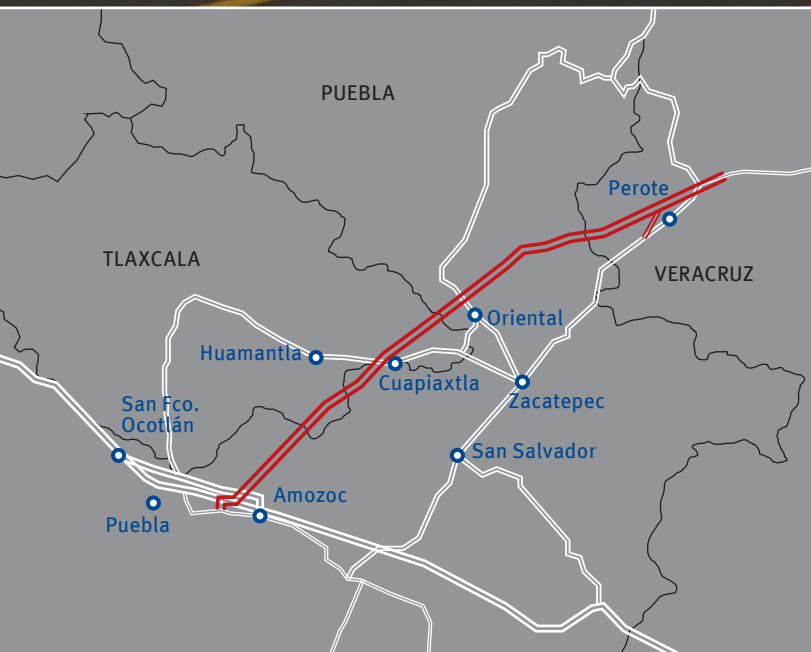 PUEBLA
Perote
TLAXCALA
VERACRUZ
Oriental
Huamantla
Cuapiaxtla
Zacatepec
San Fco.
Ocotlán
San Salvador
Amozoc
Puebla